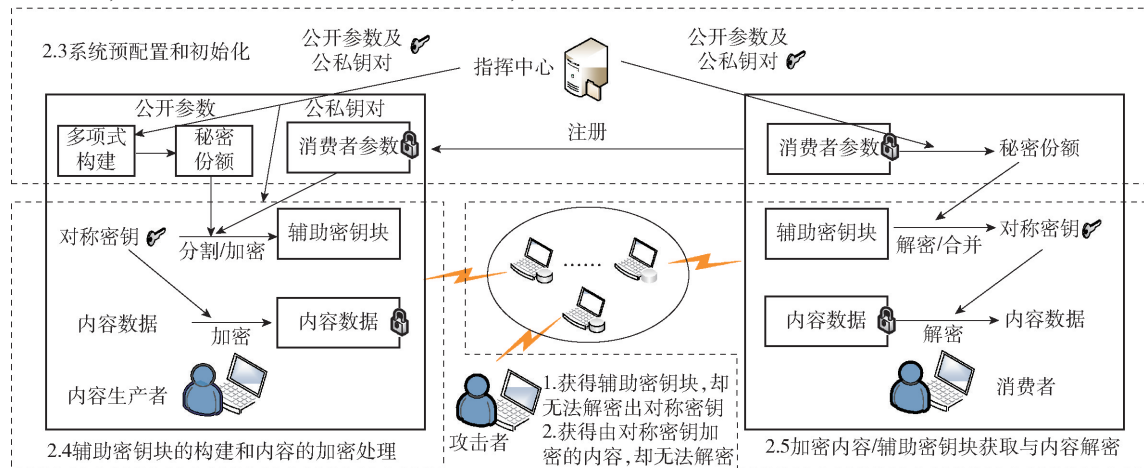 2.3系统预配置和初始化
公开参数及
公私钥对
指挥中心
公开参数及
公私钥对
公开参数
公私钥对
多项式
构建
秘密
份额
消费者参数
注册
消费者参数
秘密份额
对称密钥
分割/加密
辅助密钥块
......
辅助密钥块
解密/合并
对称密钥
内容数据
加密
内容数据
内容数据
解密
内容数据
内容生产者
攻击者
1.获得辅助密钥块,却
无法解密出对称密钥
2.获得由对称密钥加
密的内容,却无法解密
消费者
2.4辅助密钥块的构建和内容的加密处理
2.5加密内容/辅助密钥块获取与内容解密